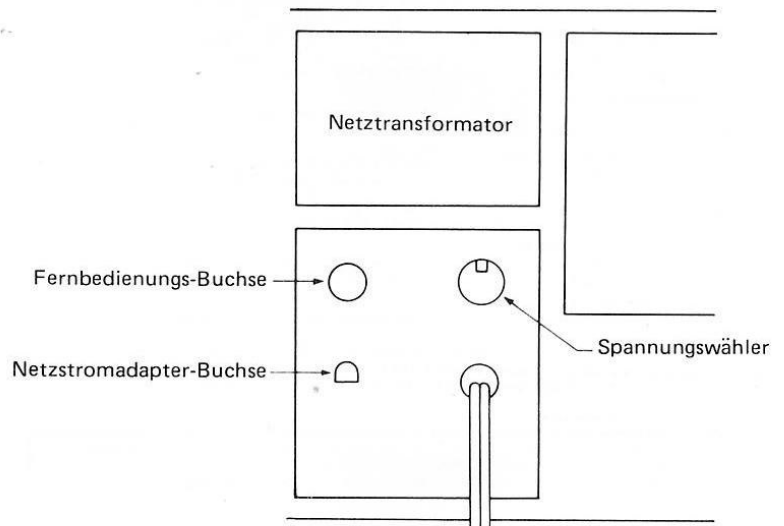 Netztransformator
Fernbedienungs-Buchse
Spannungswähler
Netzstromadapter-Buchse